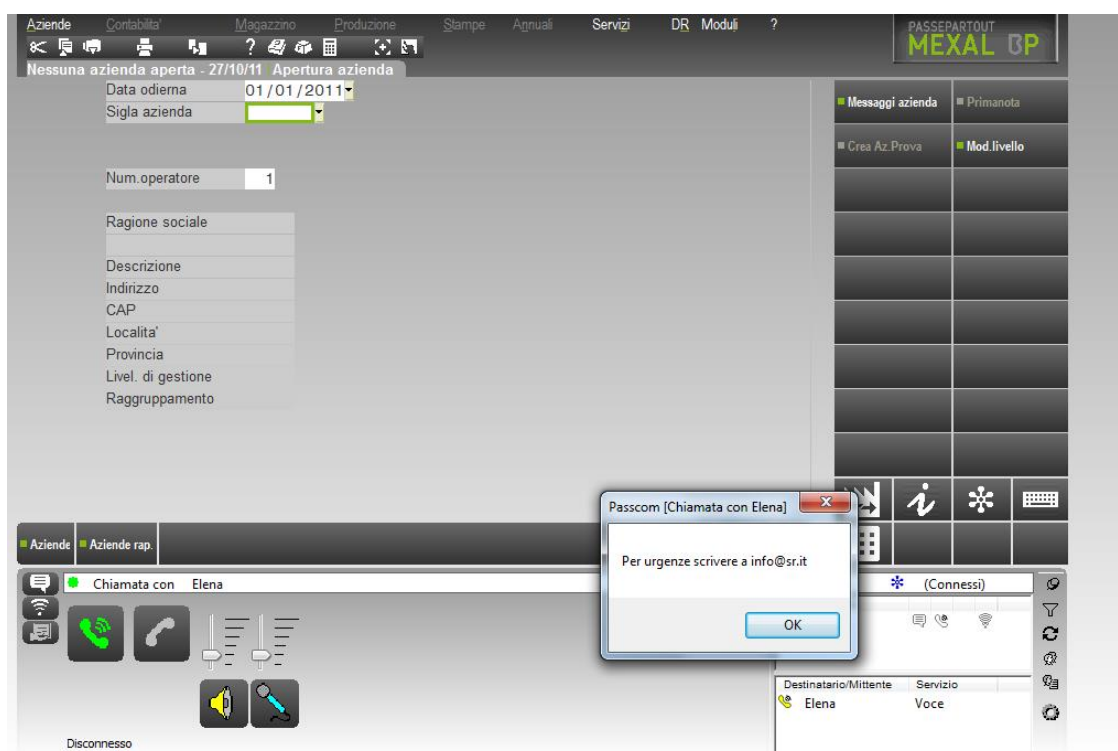 Aziende Contabilita' Magazzino Produzione Stampe Annuali Servizi DR Moduli ?
PASSEPARTOUT
MEXAL BP
Nessuna azienda aperta - 27/10/11 Apertura azienda
Data odierna 01/01/2011
Sigla azienda
Messaggi azienda Primanota
Crea Az.Prova Mod.livello
Num.operatore 1
Ragione sociale
Descrizione
Indirizzo
CAP
Localita'
Provincia
Livel. di gestione
Raggruppamento
Passcom [Chiamata con Elena]
Per urgenze scrivere a info@sr.it
OK
Aziende Aziende rap.
Chiamata con Elena
(Connessi)
Destinatario/Mittente Servizio
Elena Voce
Disconnesso